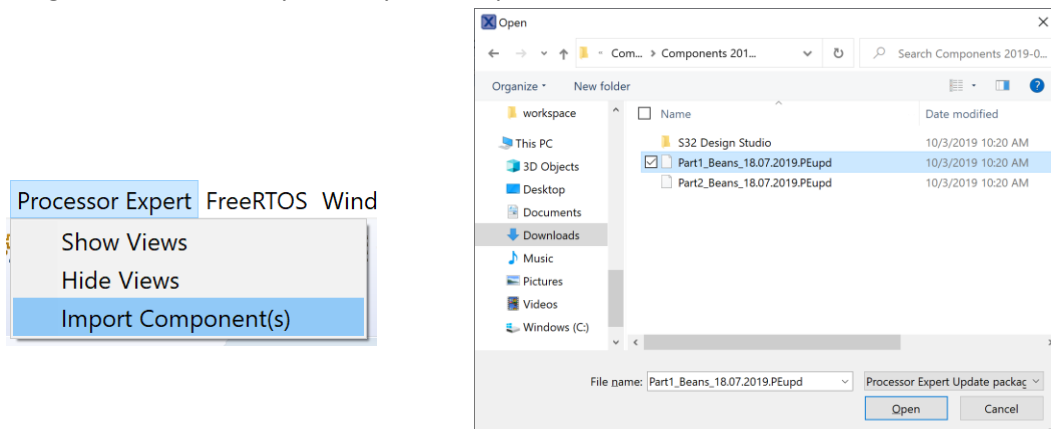 Processor Expert FreeRTOS Wind
Show Views
Hide Views
Import Component(s)
Open
Com... > Components 201...
Search Components 2019-0...
Organize
New folder
Name
Date modified
workspace
This PC
3D Objects
Desktop
Documents
Downloads
Music
Pictures
Videos
Windows (C:)
S32 Design Studio 10/3/2019 10:20 AM
Part1_Beans_18.07.2019.PEupd 10/3/2019 10:20 AM
Part2_Beans_18.07.2019.PEupd 10/3/2019 10:20 AM
File name: Part1_Beans_18.07.2019.PEupd
Processor Expert Update packag
Open
Cancel